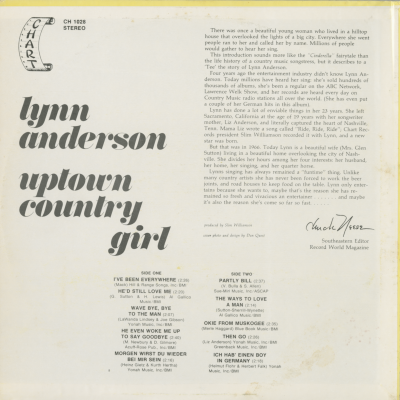 CHART
CH 1028
STEREO
lynn
anderson
uptown
country
girl
There was once a beautiful young woman who lived in a hilltop
house that overlooked the lights of a big city. Everywhere she went
people ran to her and called her by name. Millions of people
would gather to hear her sing.
This introduction sounds more like the "Cinderella" fairytale than
the life history of a country music songstress, but it describes to a
'Tee' the story of Lynn Anderson.
Four years ago the entertainment industry didn't know Lynn An-
derson. Today millions have heard her sing: she's sold hundreds of
thousands of albums, she's been a regular on the ABC Network,
Lawrence Welk Show, and her records are heard every day on
Country Music radio stations all over the world. (She has even put
a couple of her German hits in this album)
Lynn has done a lot of enviable things in her 23 years. She left
Sacramento, California at the age of 19 years with her songwriter
mother, Liz Anderson, and literally captured the heart of Nashville,
Tenn. Mama Liz wrote a song called "Ride, Ride, Ride", Chart Rec-
ords president Slim Williamson recorded it with Lynn, and a new
star was born.
But that was in 1966. Today Lynn is a beautiful wife (Mrs. Glen
Sutton) living in a beautiful home overlooking the city of Nash-
ville. She divides her hours among her four interests her husband,
her home, her singing, and her quarter horse.
Lynns singing has always remained a "funtime" thing. Unlike
many country artists she has never been forced to work the beer
joints, and road houses to keep food on the table. Lynn only enter-
tains because she wants to, maybe that's the reason she has re-
mained so fresh and vivacious an entertainer . . . . and maybe
it's also the reason she's come so far so fast . . . .
produced by Slim Williamson
Southeastern Editor
Record World Magazine
SIDE ONE
I'VE BEEN EVERYWHERE
HE'D STILL LOVE ME
WAVE BYE, BYE
TO THE MAN
HE EVEN WOKE ME UP
TO SAY GOODBYE
MORGEN WIRST DU WIEDER
BEI MIR SEIN
SIDE TWO
PARTLY BILL
THE WAYS TO LOVE
A MAN
OKIE FROM MUSKOGEE
THEN GO
ICH HAB' EINEN BOY
IN GERMANY